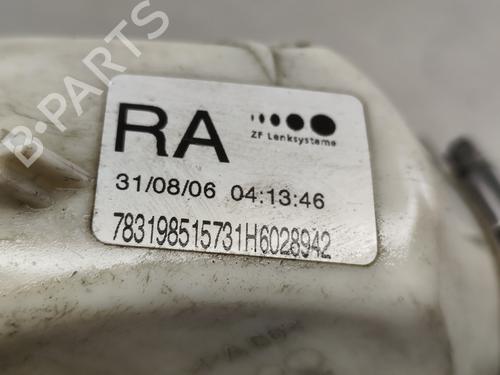 RA
ZF Lenksysteme
31/08/06 04:13:46
783198515731H6028942
B-PARTS